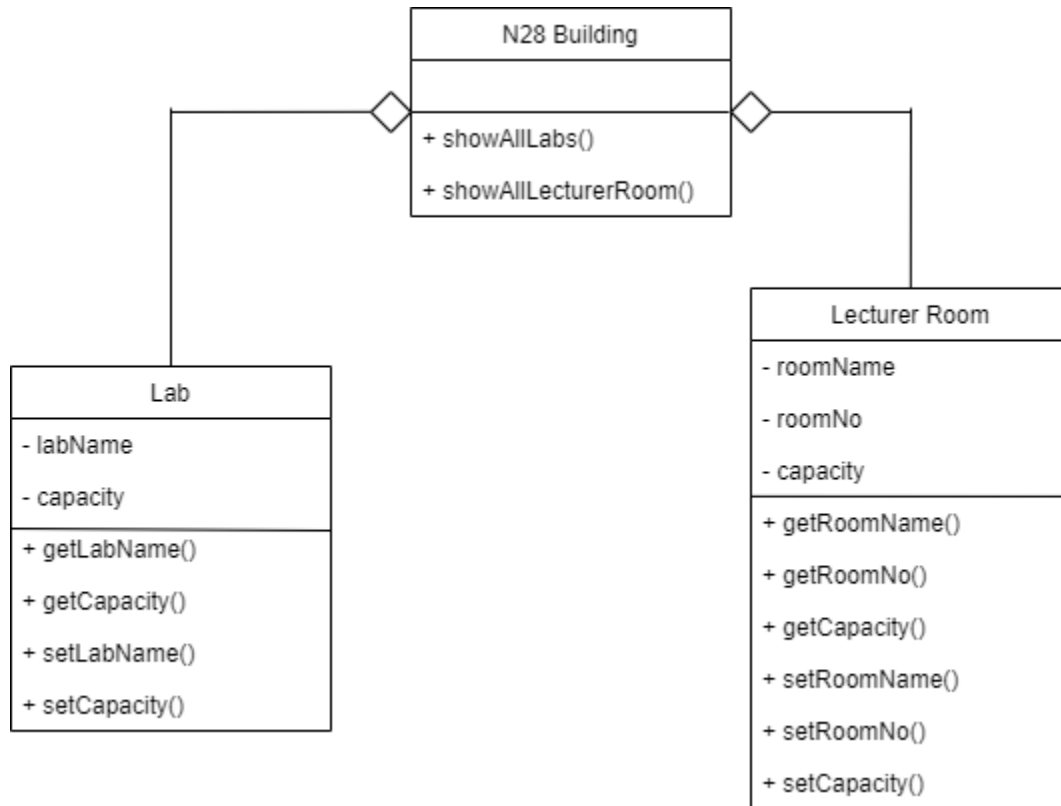 N28 Building
+ showAllLabs()
+ showAllLecturerRoom()
Lab
- labName
- capacity
+ getLabName()
+ getCapacity()
+ setLabName()
+ setCapacity()
Lecturer Room
- roomName
- roomNo
- capacity
+ getRoomName()
+ getRoomNo()
+ getCapacity()
+ setRoomName()
+ setRoomNo()
+ setCapacity()